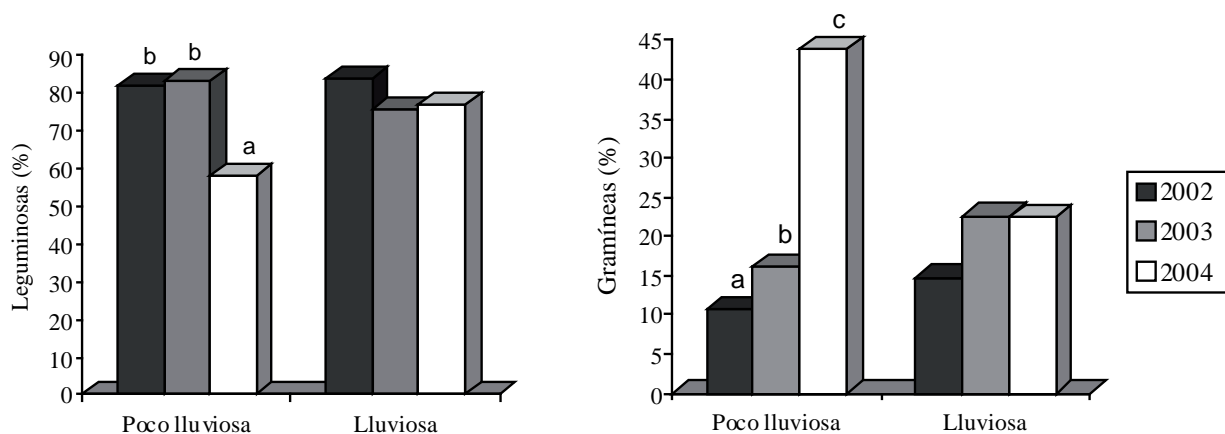 Leguminosas (%)
90
80
70
60
50
40
30
20
10
0
b
b
a
Poco lluviosa
Lluviosa
Gramíneas (%)
45
40
35
30
25
20
15
10
5
0
a
b
c
Poco lluviosa
Lluviosa
2002
2003
2004